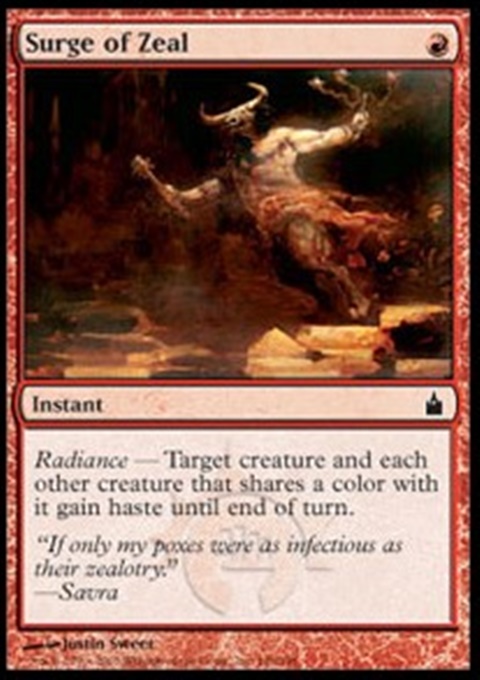 Surge of Zeal
Instant
Radiance — Target creature and each
other creature that shares a color with
it gain haste until end of turn.
"If only my poxes were as infectious as
their zealotry."
—Savra
Justin Sweet